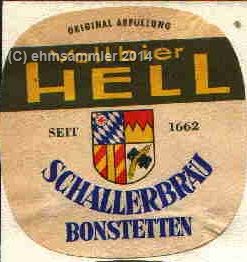 ORIGINAL ABFÜLLUNG
(C) ehmsammler 2014
HELL
SEIT 1662
SCHALLERBRÄU
BONSTETTEN